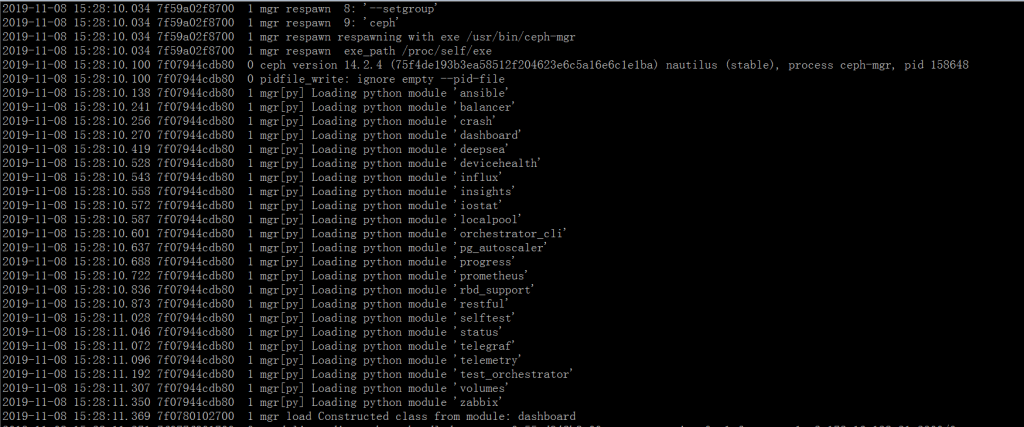 2019-11-08 15:28:10.034 7f59a02f8700  1 mgr respawn  8: '--setgroup'
2019-11-08 15:28:10.034 7f59a02f8700  1 mgr respawn  9: 'ceph'
2019-11-08 15:28:10.034 7f59a02f8700  1 mgr respawn respawning with exe /usr/bin/ceph-mgr
2019-11-08 15:28:10.034 7f59a02f8700  1 mgr respawn  exe_path /proc/self/exe
2019-11-08 15:28:10.100 7f07944cdb80  0 ceph version 14.2.4 (75f4de193b3ea58512f204623e6c5a16e6c1e1ba) nautilus (stable), process ceph-mgr, pid 158648
2019-11-08 15:28:10.100 7f07944cdb80  0 pidfile_write: ignore empty --pid-file
2019-11-08 15:28:10.138 7f07944cdb80  1 mgr[py] Loading python module 'ansible'
2019-11-08 15:28:10.241 7f07944cdb80  1 mgr[py] Loading python module 'balancer'
2019-11-08 15:28:10.256 7f07944cdb80  1 mgr[py] Loading python module 'crash'
2019-11-08 15:28:10.270 7f07944cdb80  1 mgr[py] Loading python module 'dashboard'
2019-11-08 15:28:10.419 7f07944cdb80  1 mgr[py] Loading python module 'deepsea'
2019-11-08 15:28:10.528 7f07944cdb80  1 mgr[py] Loading python module 'devicehealth'
2019-11-08 15:28:10.543 7f07944cdb80  1 mgr[py] Loading python module 'influx'
2019-11-08 15:28:10.558 7f07944cdb80  1 mgr[py] Loading python module 'insights'
2019-11-08 15:28:10.572 7f07944cdb80  1 mgr[py] Loading python module 'iostat'
2019-11-08 15:28:10.587 7f07944cdb80  1 mgr[py] Loading python module 'localpool'
2019-11-08 15:28:10.601 7f07944cdb80  1 mgr[py] Loading python module 'orchestrator_cli'
2019-11-08 15:28:10.637 7f07944cdb80  1 mgr[py] Loading python module 'pg_autoscaler'
2019-11-08 15:28:10.688 7f07944cdb80  1 mgr[py] Loading python module 'progress'
2019-11-08 15:28:10.722 7f07944cdb80  1 mgr[py] Loading python module 'prometheus'
2019-11-08 15:28:10.836 7f07944cdb80  1 mgr[py] Loading python module 'rbd_support'
2019-11-08 15:28:10.873 7f07944cdb80  1 mgr[py] Loading python module 'restful'
2019-11-08 15:28:11.028 7f07944cdb80  1 mgr[py] Loading python module 'selftest'
2019-11-08 15:28:11.046 7f07944cdb80  1 mgr[py] Loading python module 'status'
2019-11-08 15:28:11.072 7f07944cdb80  1 mgr[py] Loading python module 'telegraf'
2019-11-08 15:28:11.096 7f07944cdb80  1 mgr[py] Loading python module 'telemetry'
2019-11-08 15:28:11.192 7f07944cdb80  1 mgr[py] Loading python module 'test_orchestrator'
2019-11-08 15:28:11.307 7f07944cdb80  1 mgr[py] Loading python module 'volumes'
2019-11-08 15:28:11.350 7f07944cdb80  1 mgr[py] Loading python module 'zabbix'
2019-11-08 15:28:11.369 7f0780102700  1 mgr load Constructed class from module: dashboard